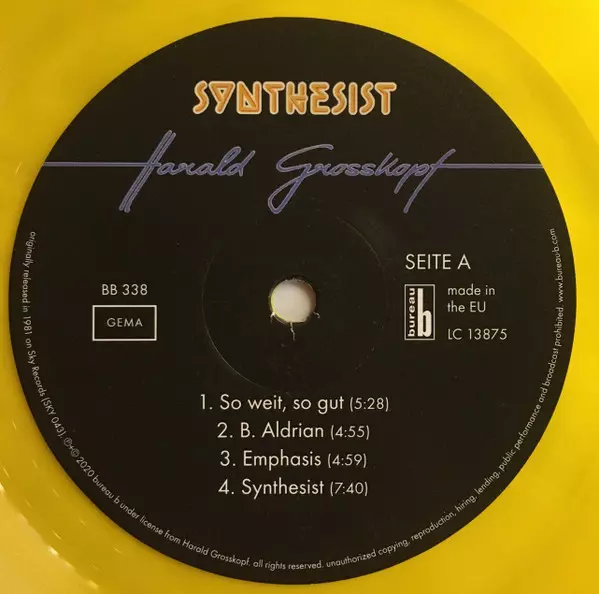 SYNTHESIST
Harald Grosskopf
BB 338
GEMA
SEITE A
bureau b
made in
the EU
LC 13875
1. So weit, so gut (5:28)
2. B. Aldrian (4:55)
3. Emphasis (4:59)
4. Synthesist (7:40)
originally released in 1981 on Sky Records (SKY 043). ℗+© 2020 bureau b under license from Harald Grosskopf. all rights reserved. unauthorized copying, reproduction, hiring, lending, public performance and broadcast prohibited. www.bureau-b.com